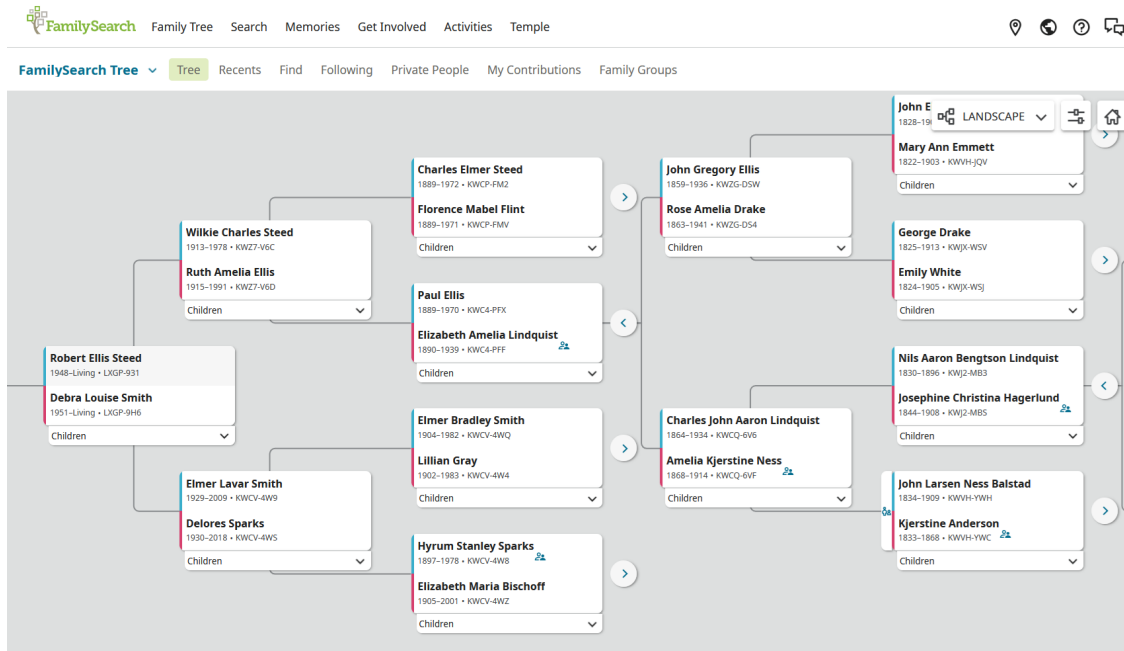 FamilySearch Family Tree Search Memories Get Involved Activities Temple
FamilySearch Tree Tree Recents Find Following Private People My Contributions Family Groups
LANDSCAPE
Robert Ellis Steed
1948–Living • LXGP-931
Debra Louise Smith
1951–Living • LXGP-9H6
Children
Wilkie Charles Steed
1913–1978 • KWZ7-V6C
Ruth Amelia Ellis
1915–1991 • KWZ7-V6D
Children
Elmer Lavar Smith
1929–2009 • KWCV-4W9
Delores Sparks
1930–2018 • KWCV-4WS
Children
Charles Elmer Steed
1889–1972 • KWCP-FM2
Florence Mabel Flint
1889–1971 • KWCP-FMV
Children
Paul Ellis
1889–1970 • KWC4-PFX
Elizabeth Amelia Lindquist
1890–1939 • KWC4-PFF
Children
Elmer Bradley Smith
1904–1982 • KWCV-4WQ
Lillian Gray
1902–1983 • KWCV-4W4
Children
Hyrum Stanley Sparks
1897–1978 • KWCV-4W8
Elizabeth Maria Bischoff
1905–2001 • KWCV-4WZ
Children
John Gregory Ellis
1859–1936 • KWZG-DSW
Rose Amelia Drake
1863–1941 • KWZG-DS4
Children
Charles John Aaron Lindquist
1864–1934 • KWCQ-6V6
Amelia Kjerstine Ness
1868–1914 • KWCQ-6VF
Children
John E
1828–19
Mary Ann Emmett
1822–1903 • KWVH-JQV
Children
George Drake
1825–1913 • KWJX-WSV
Emily White
1824–1905 • KWJX-WSJ
Children
Nils Aaron Bengtson Lindquist
1830–1896 • KWJ2-MB3
Josephine Christina Hagerlund
1844–1908 • KWJ2-MBS
Children
John Larsen Ness Balstad
1834–1909 • KWVH-YWH
Kjerstine Anderson
1833–1868 • KWVH-YWC
Children